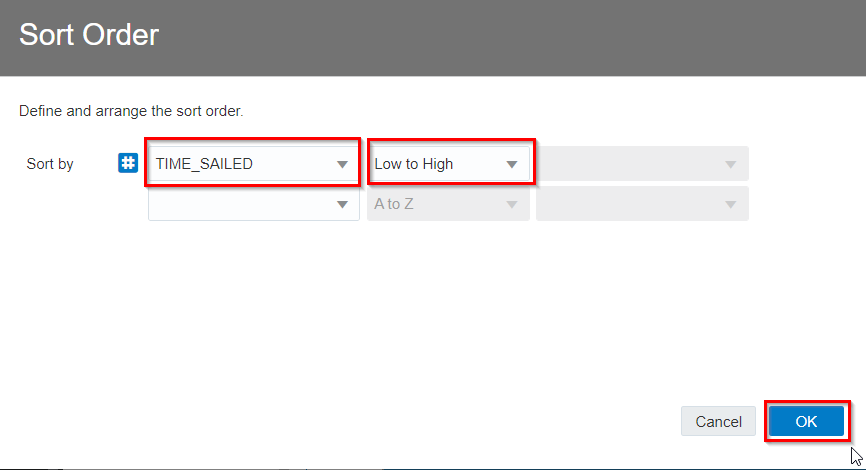 Sort Order
Define and arrange the sort order.
Sort by # TIME_SAILED Low to High
A to Z
Cancel OK